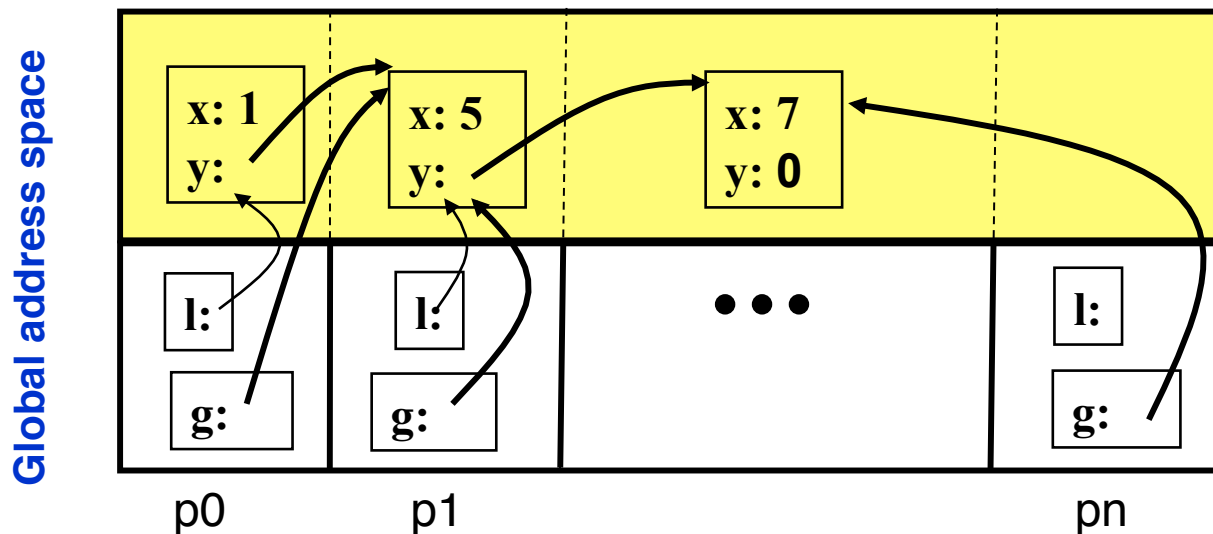 Global address space
x: 1
y:
x: 5
y:
x: 7
y: 0
l:
l:
l:
g:
g:
g:
p0
p1
pn